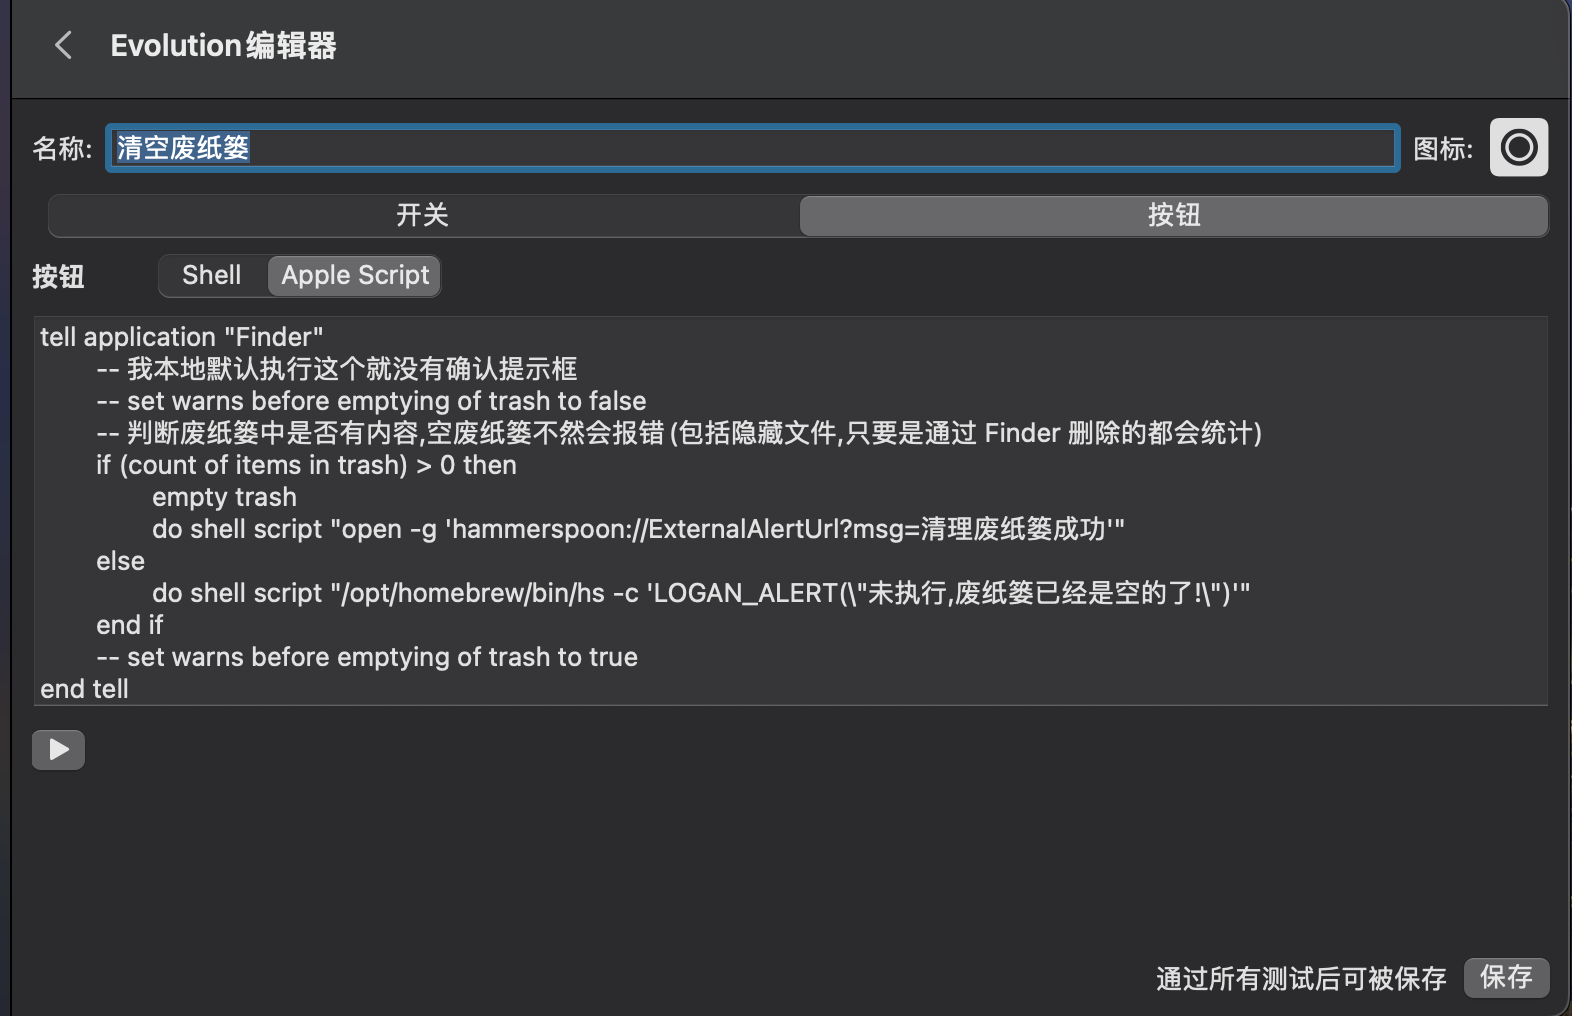 Evolution编辑器
名称: 清空废纸篓 图标:
开关 按钮
按钮 Shell Apple Script
tell application "Finder"
-- 我本地默认执行这个就没有确认提示框
-- set warns before emptying of trash to false
-- 判断废纸篓中是否有内容,空废纸篓不然会报错(包括隐藏文件,只要是通过 Finder 删除的都会统计)
if (count of items in trash) > 0 then
empty trash
do shell script "open -g 'hammerspoon://ExternalAlertUrl?msg=清理废纸篓成功'"
else
do shell script "/opt/homebrew/bin/hs -c 'LOGAN_ALERT(\"未执行,废纸篓已经是空的了!\")'"
end if
-- set warns before emptying of trash to true
end tell
通过所有测试后可被保存 保存